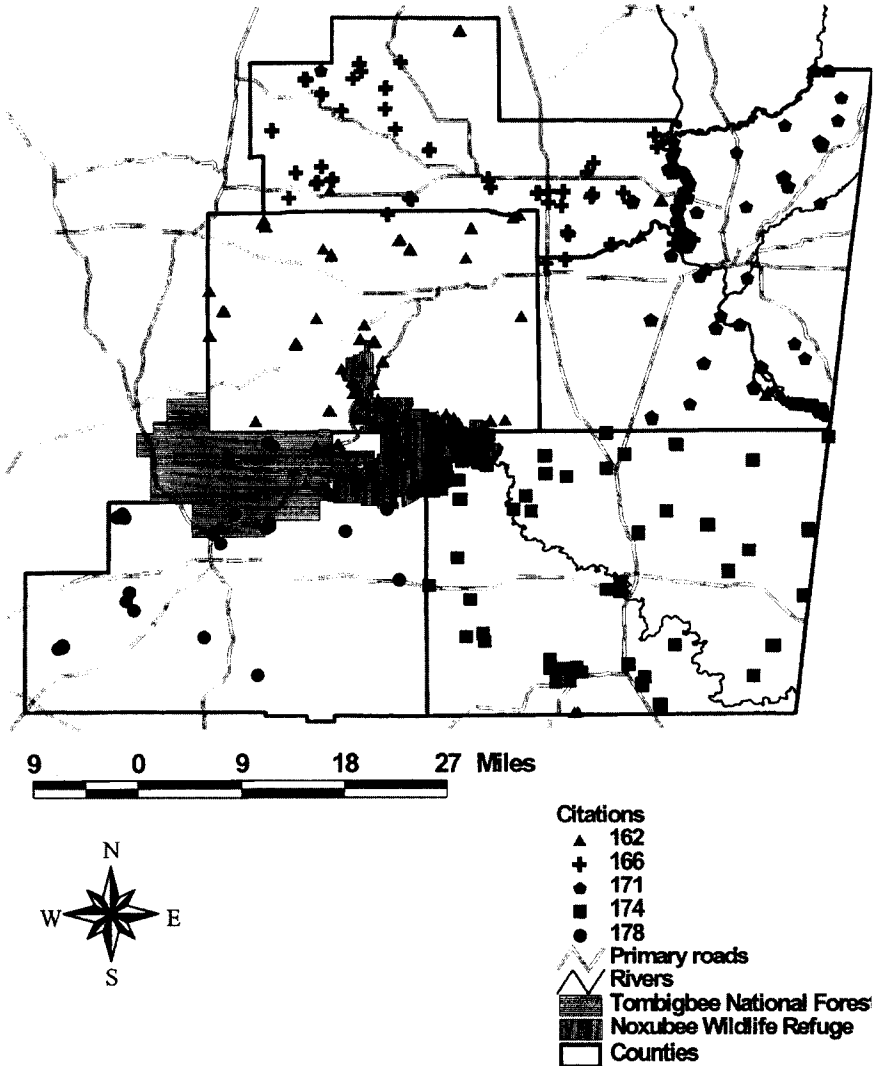 9 0 9 18 27 Miles
N
W E
S
Citations
162
166
171
174
178
Primary roads
Rivers
Tombigbee National Forest
Noxubee Wildlife Refuge
Counties